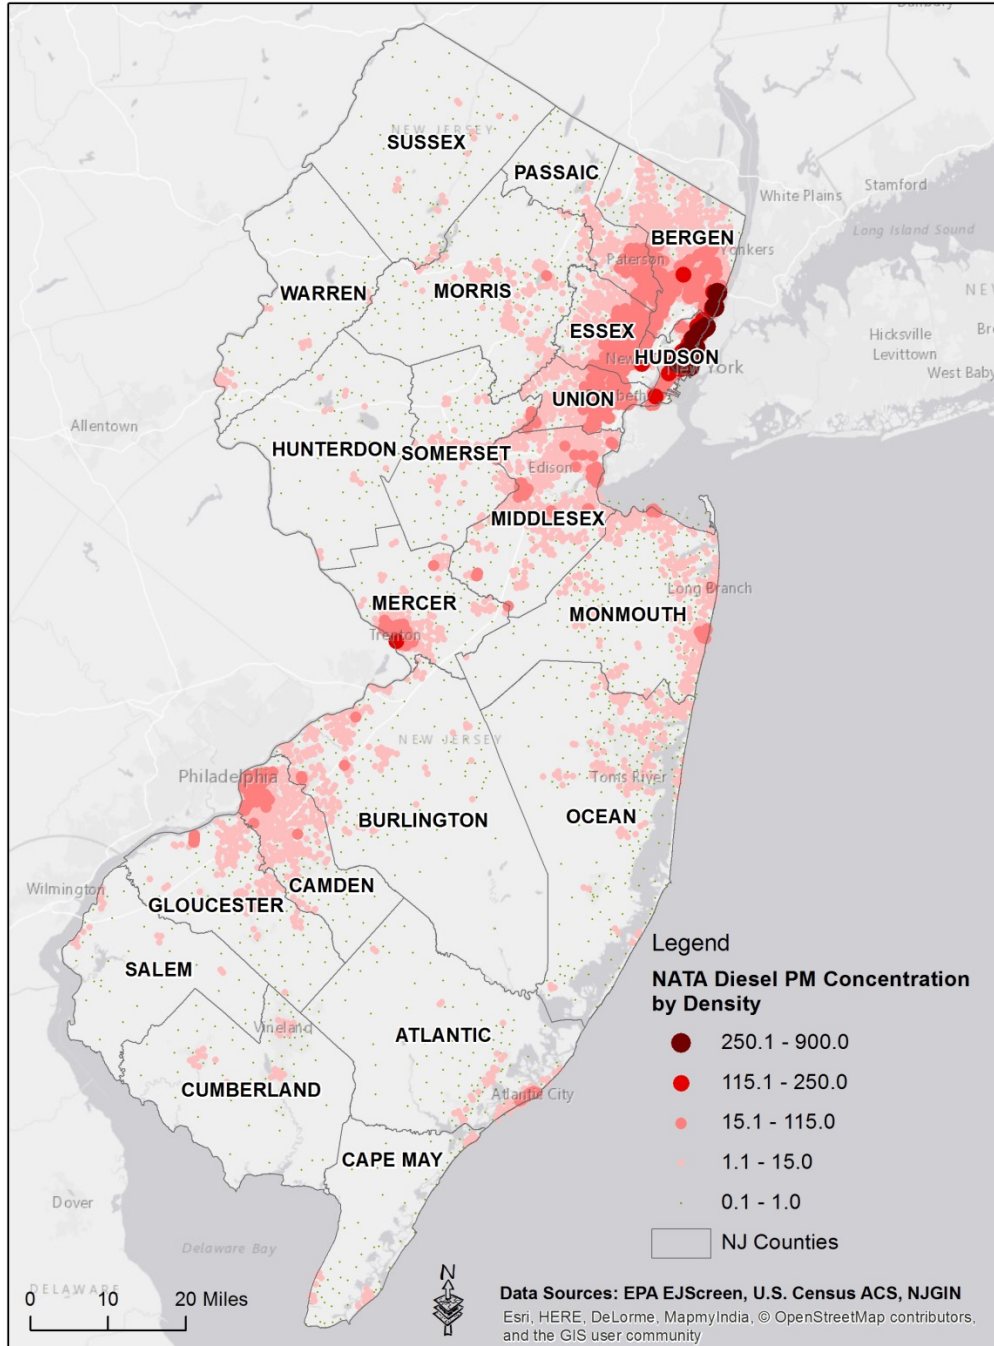 NEW JERSEY
SUSSEX
PASSAIC
White Plains
Stamford
BERGEN
Long Island Sound
Paterson
Yonkers
WARREN
MORRIS
ESSEX
Hicksville
Levittown
HUDSON
New York
West Baby
UNION
Allentown
HUNTERDON
SOMERSET
Edison
MIDDLESEX
Long Branch
MERCER
MONMOUTH
Trenton
NEW JERSEY
Philadelphia
Toms River
BURLINGTON
OCEAN
Wilmington
CAMDEN
GLOUCESTER
SALEM
Vineland
ATLANTIC
CUMBERLAND
Atlantic City
CAPE MAY
Dover
Delaware Bay
DELAWARE
Legend
NATA Diesel PM Concentration
by Density
250.1 - 900.0
115.1 - 250.0
15.1 - 115.0
1.1 - 15.0
0.1 - 1.0
NJ Counties
N
0 10 20 Miles
Data Sources: EPA EJScreen, U.S. Census ACS, NJGIN
Esri, HERE, DeLorme, MapmyIndia, © OpenStreetMap contributors,
and the GIS user community